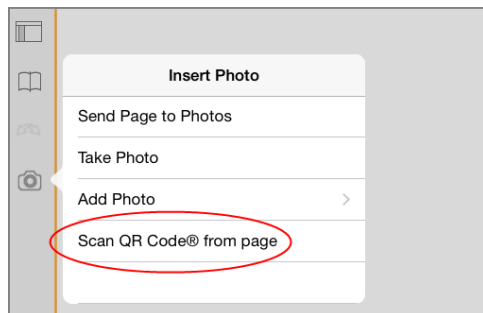 Insert Photo
Send Page to Photos
Take Photo
Add Photo
Scan QR Code® from page